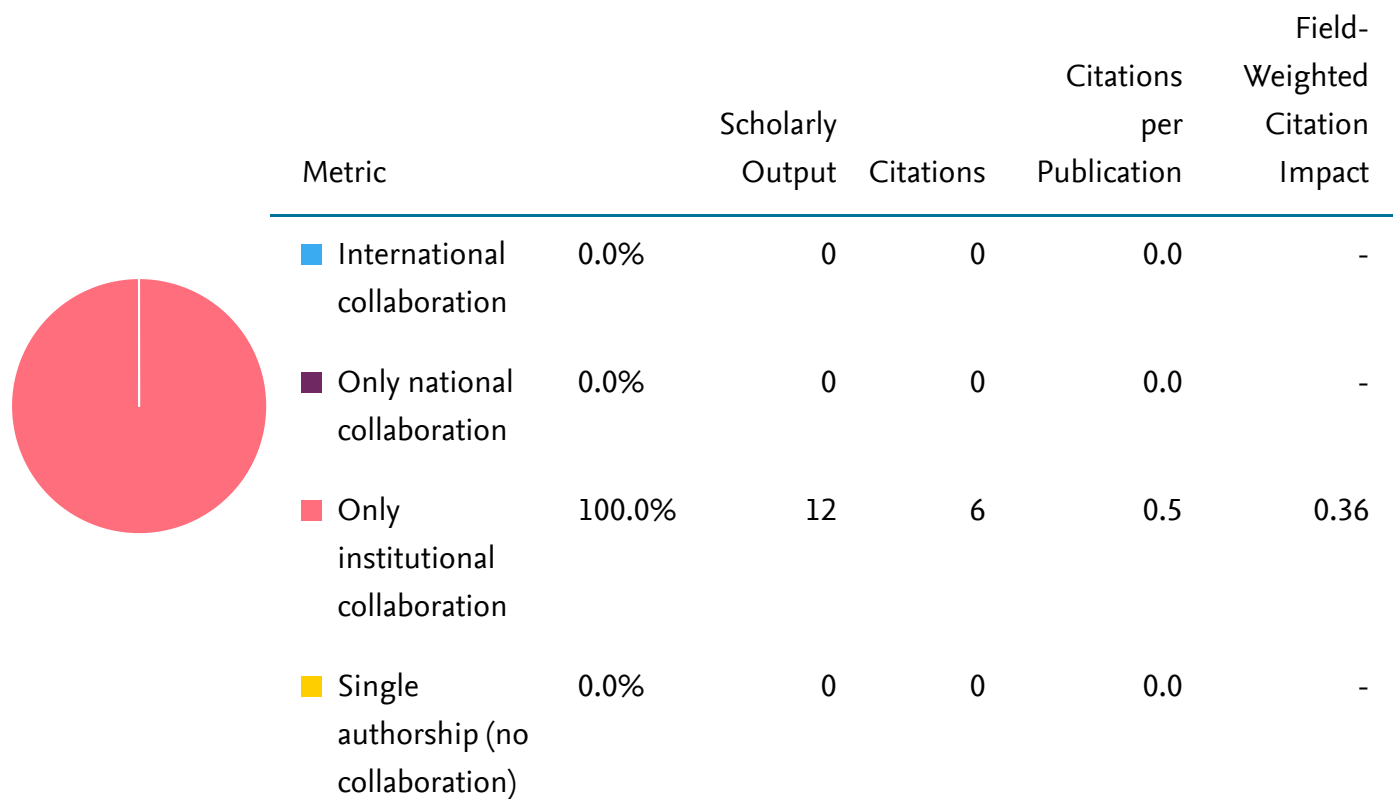 Field-
Citations Weighted
Scholarly per Citation
Metric Output Citations Publication Impact
International 0.0% 0 0 0.0 -
collaboration
Only national 0.0% 0 0 0.0 -
collaboration
Only 100.0% 12 6 0.5 0.36
institutional
collaboration
Single 0.0% 0 0 0.0 -
authorship (no
collaboration)